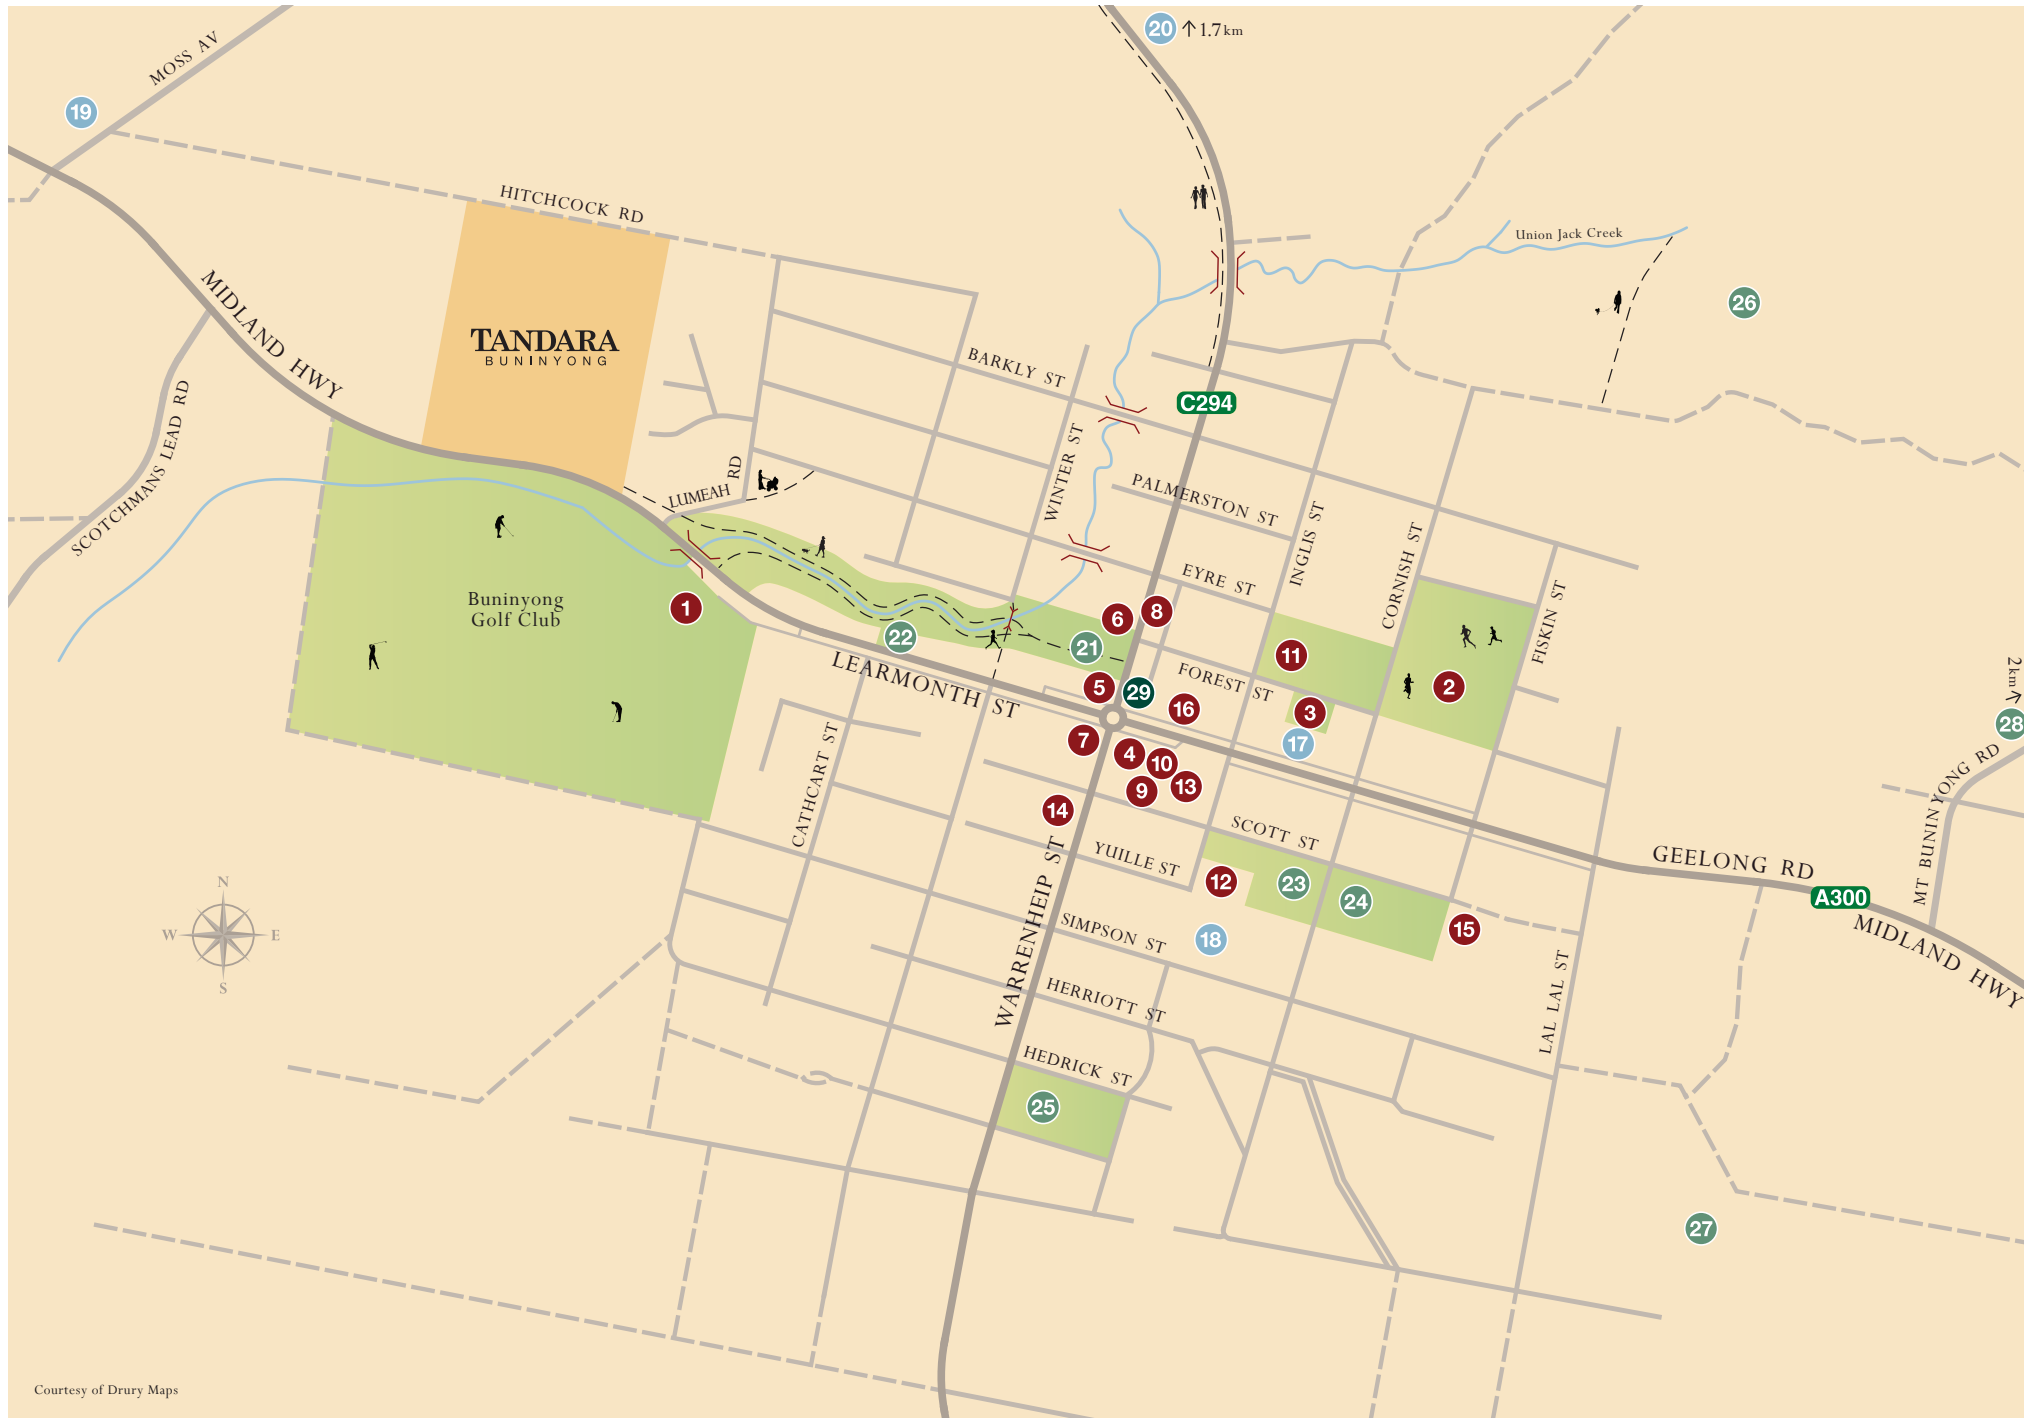 20 ↑ 1.7 km
MOSS AV
19
HITCHCOCK RD
Union Jack Creek
MIDLAND HWY
26
TANDARA
BUNINYONG
BARKLY ST
C294
SCOTCHMANS LEAD RD
WINTER ST
LUMEAH RD
PALMERSTON ST
INGLIS ST
CORNISH ST
EYRE ST
FISKIN ST
Buninyong
Golf Club
1
6
8
22
21
11
2
LEARMONTH ST
FOREST ST
5
29
16
3
17
2 km ↑
28
7
4
10
9
13
14
CATHCART ST
MT BUNINYONG RD
SCOTT ST
YUILLE ST
GEELONG RD
A300
12
23
24
15
18
MIDLAND HWY
WARRENHEIP ST
SIMPSON ST
N
W
E
S
HERRIOTT ST
LAL LAL ST
HEDRICK ST
25
27
Courtesy of Drury Maps